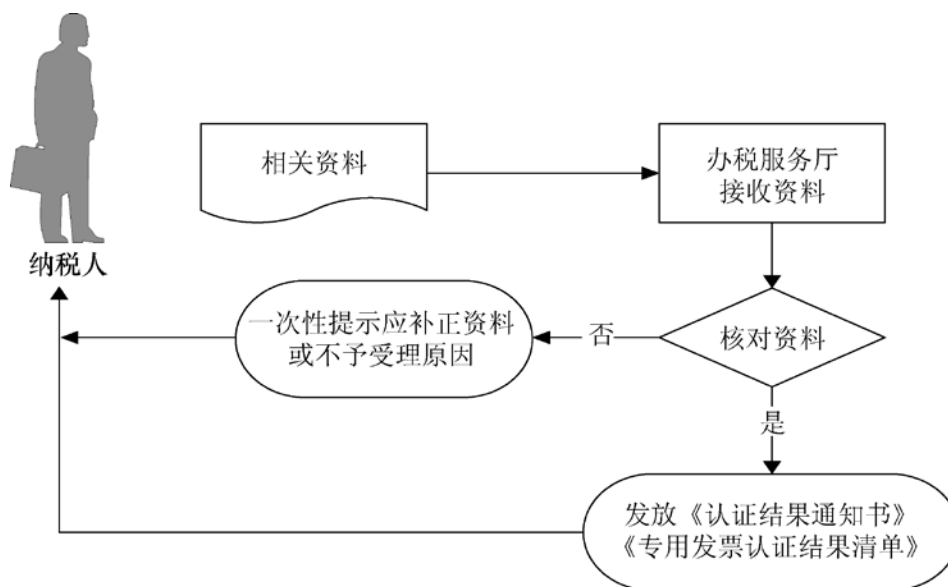 相关资料
办税服务厅
接收资料
纳税人
一次性提示应补正资料
或不予受理原因
否
核对资料
是
发放《认证结果通知书》
《专用发票认证结果清单》